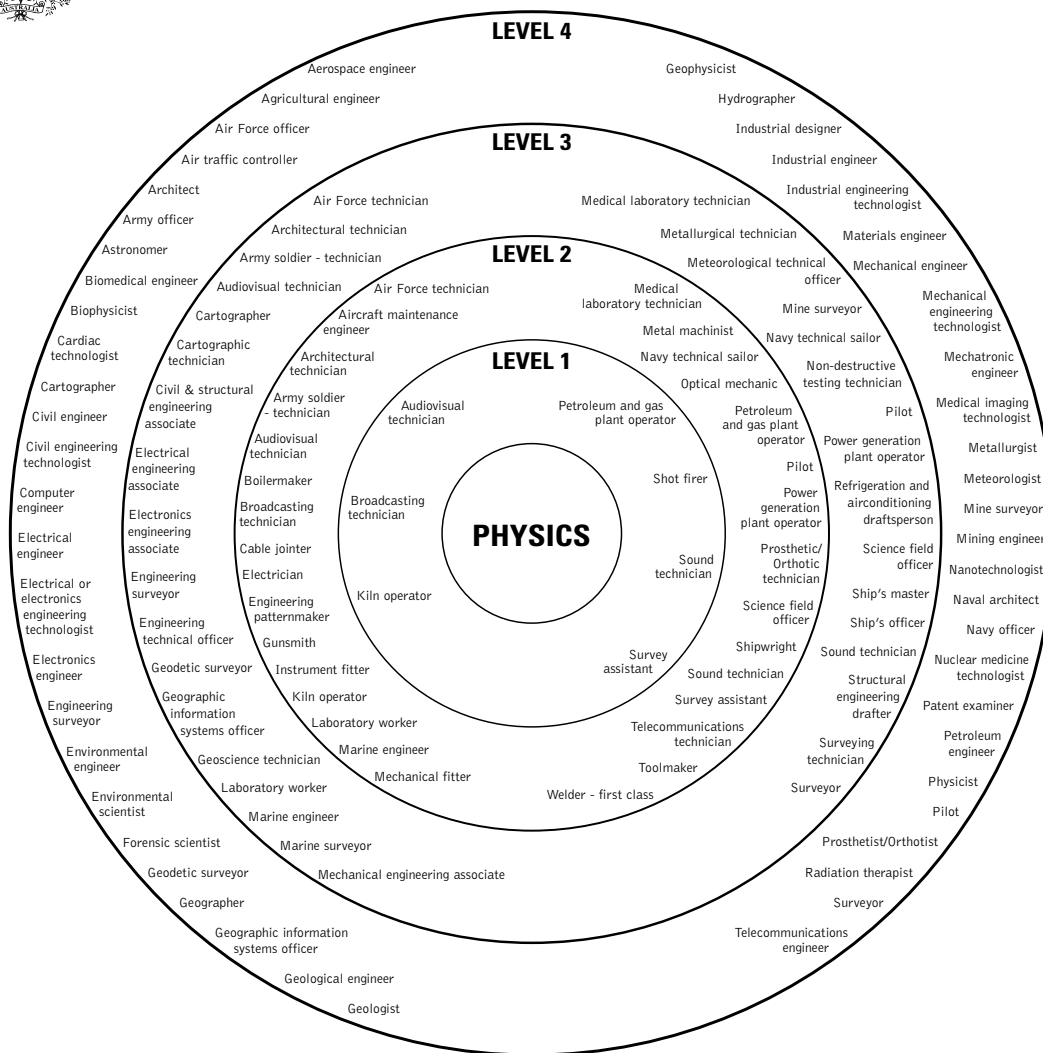 AUSTRALIA
LEVEL 4
Aerospace engineer
Agricultural engineer
Air Force officer
Air traffic controller
Architect
Army officer
Astronomer
Biomedical engineer
Biophysicist
Cardiac
technologist
Cartographer
Civil engineer
Civil engineering
technologist
Computer
engineer
Electrical
engineer
Electrical or
electronics
engineering
technologist
Electronics
engineer
Engineering
surveyor
Environmental
engineer
Environmental
scientist
Forensic scientist
Geodetic surveyor
Geographer
Geographic information
systems officer
Geological engineer
Geologist
Geophysicist
Hydrographer
Industrial designer
Industrial engineer
Industrial engineering
technologist
Materials engineer
Mechanical engineer
Mechanical
engineering
technologist
Mechatronic
engineer
Medical imaging
technologist
Metallurgist
Meteorologist
Mine surveyor
Mining engineer
Nanotechnologist
Naval architect
Navy officer
Nuclear medicine
technologist
Patent examiner
Petroleum
engineer
Physicist
Pilot
Prosthetist/Orthotist
Radiation therapist
Surveyor
Telecommunications
engineer
LEVEL 3
Air Force technician
Architectural technician
Army soldier - technician
Audiovisual technician
Cartographer
Cartographic
technician
Civil & structural
engineering
associate
Electrical
engineering
associate
Electronics
engineering
associate
Engineering
surveyor
Engineering
technical officer
Geodetic surveyor
Geographic
information
systems officer
Geoscience technician
Laboratory worker
Marine engineer
Marine surveyor
Mechanical engineering associate
Medical laboratory technician
Metallurgical technician
Meteorological technical
officer
Mine surveyor
Navy technical sailor
Non-destructive
testing technician
Pilot
Power generation
plant operator
Refrigeration and
airconditioning
draftsperson
Science field
officer
Ship's master
Ship's officer
Sound technician
Structural
engineering
drafter
Surveying
technician
Surveyor
LEVEL 2
Air Force technician
Aircraft maintenance
engineer
Architectural
technician
Army soldier
- technician
Audiovisual
technician
Boilermaker
Broadcasting
technician
Cable jointer
Electrician
Engineering
patternmaker
Gunsmith
Instrument fitter
Kiln operator
Laboratory worker
Marine engineer
Mechanical fitter
Medical
laboratory technician
Metal machinist
Navy technical sailor
Optical mechanic
Petroleum
and gas plant
operator
Pilot
Power
generation
plant operator
Prosthetic/
Orthotic
technician
Science field
officer
Shipwright
Sound technician
Survey assistant
Telecommunications
technician
Toolmaker
Welder - first class
LEVEL 1
Audiovisual
technician
Broadcasting
technician
Kiln operator
Petroleum and gas
plant operator
Shot firer
Sound
technician
Survey
assistant
PHYSICS